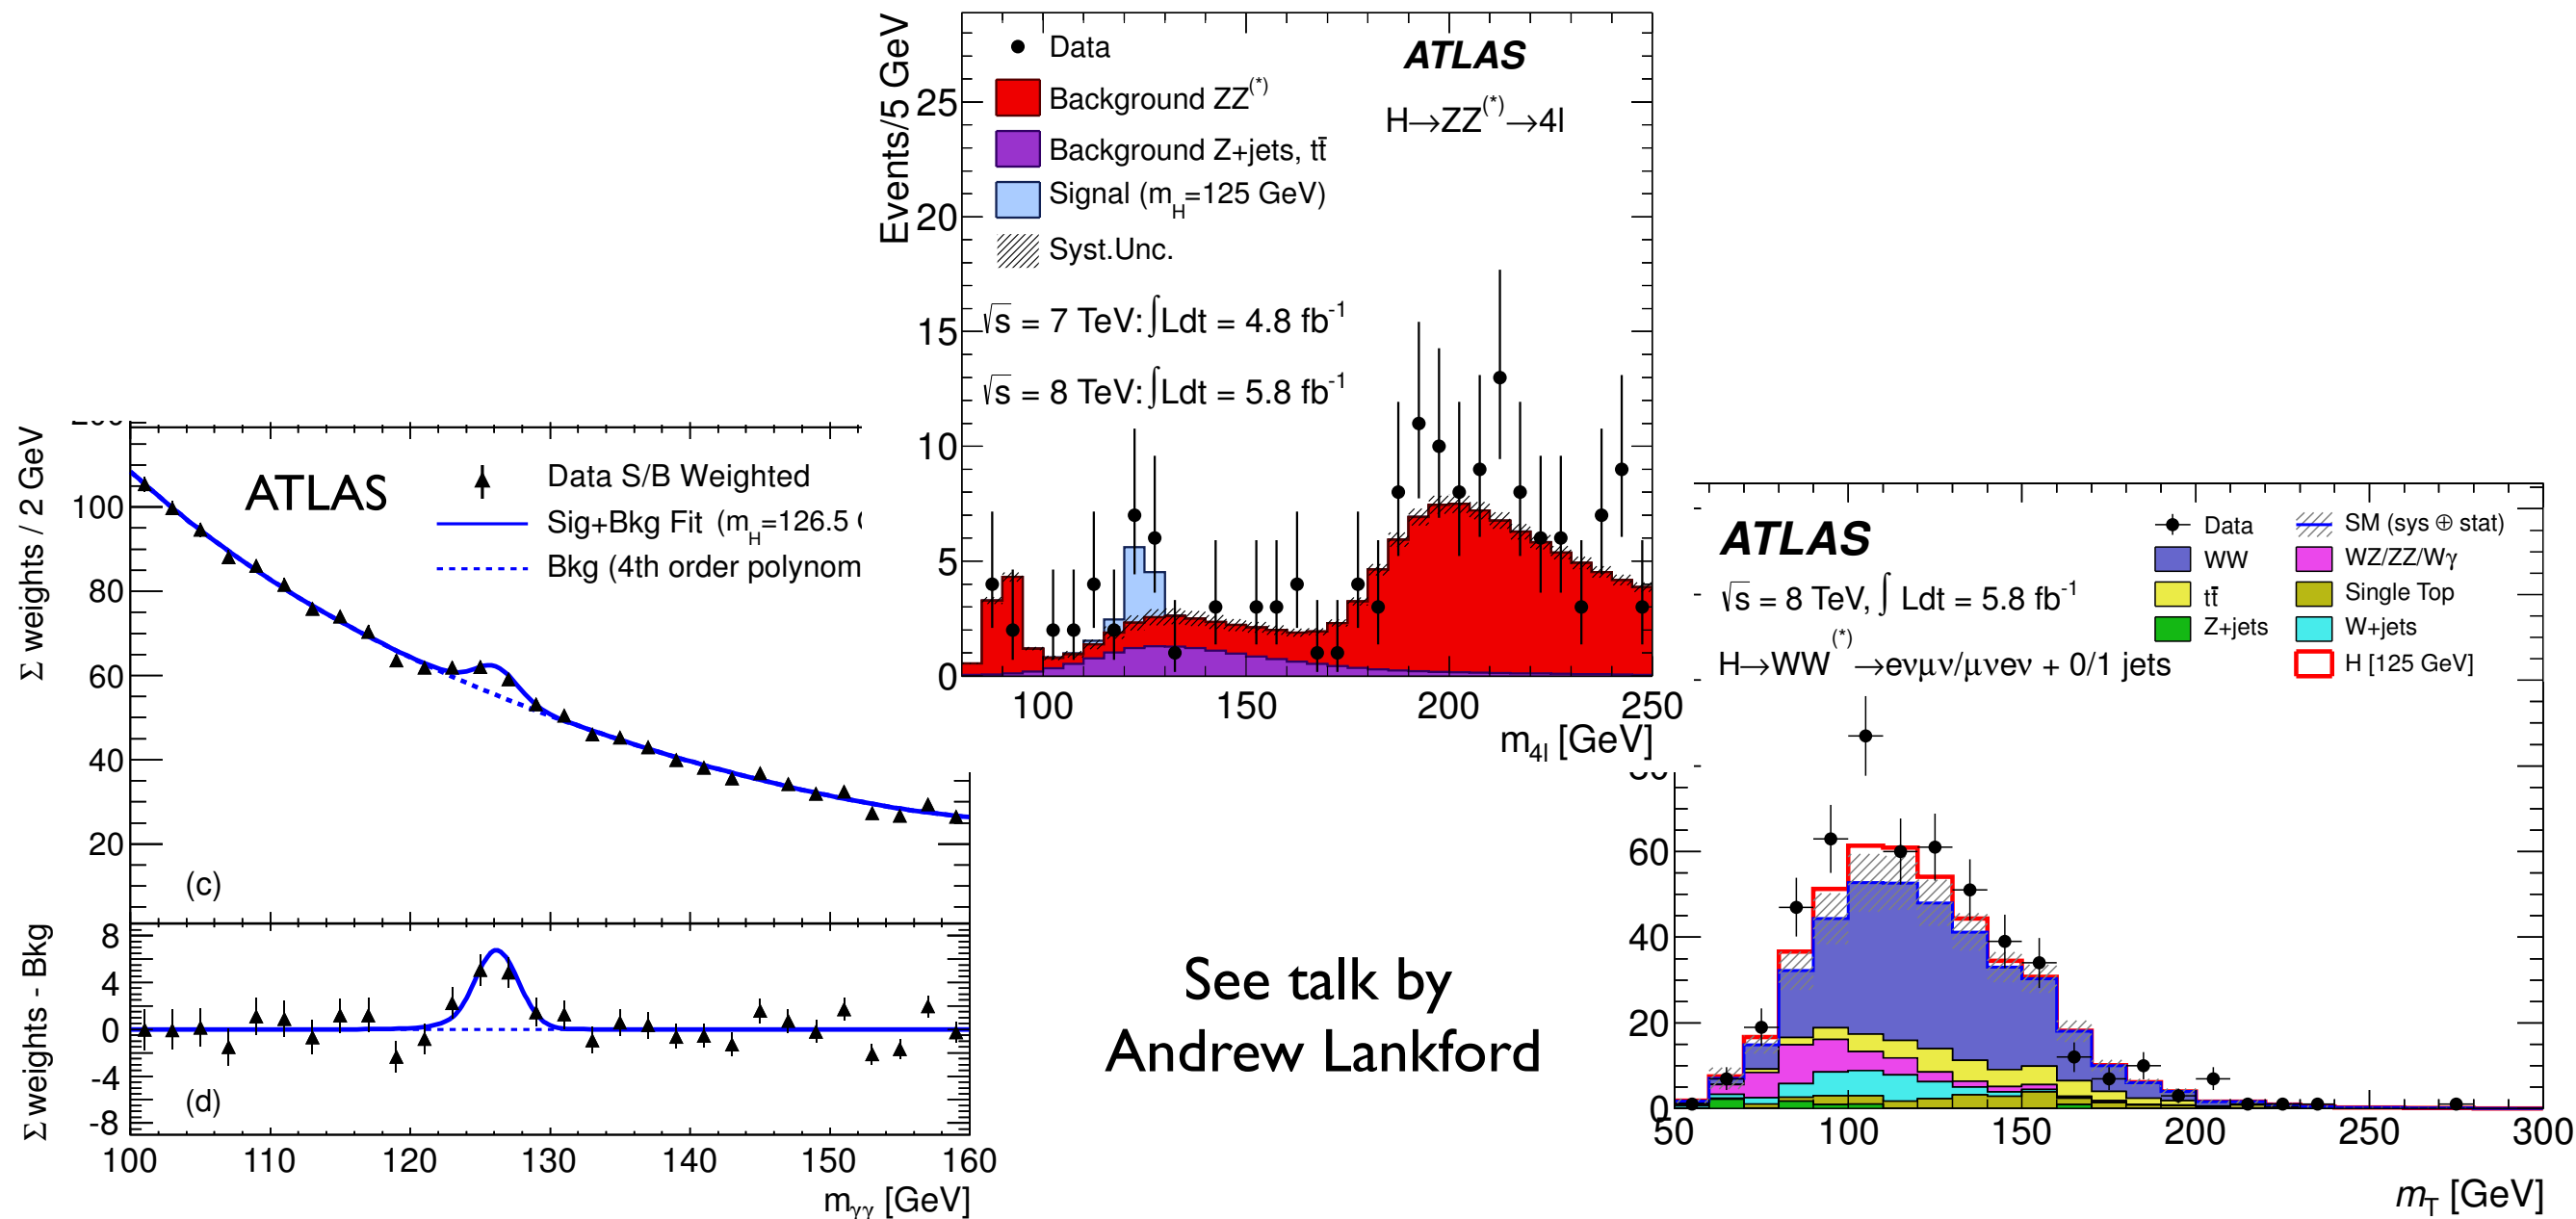 Events/5 GeV
Data
Background ZZ(*)
Background Z+jets, tt̄
Signal (mH=125 GeV)
Syst.Unc.
√s = 7 TeV: ∫Ldt = 4.8 fb-1
√s = 8 TeV: ∫Ldt = 5.8 fb-1
ATLAS
H→ZZ(*)→4l
25
20
15
10
5
0
100 150 200 250
m4l [GeV]
Σ weights / 2 GeV
ATLAS
Data S/B Weighted
Sig+Bkg Fit (mH=126.5
Bkg (4th order polynom
100
80
60
40
20
(c)
Σ weights - Bkg
8
4
0
-4
-8
(d)
100 110 120 130 140 150 160
mγγ [GeV]
See talk by
Andrew Lankford
ATLAS
√s = 8 TeV, ∫ Ldt = 5.8 fb-1
H→WW(*)→eνμν/μνeν + 0/1 jets
Data
SM (sys ⊕ stat)
WW
WZ/ZZ/Wγ
tt̄
Single Top
Z+jets
W+jets
H [125 GeV]
60
40
20
0
50 100 150 200 250 300
mT [GeV]